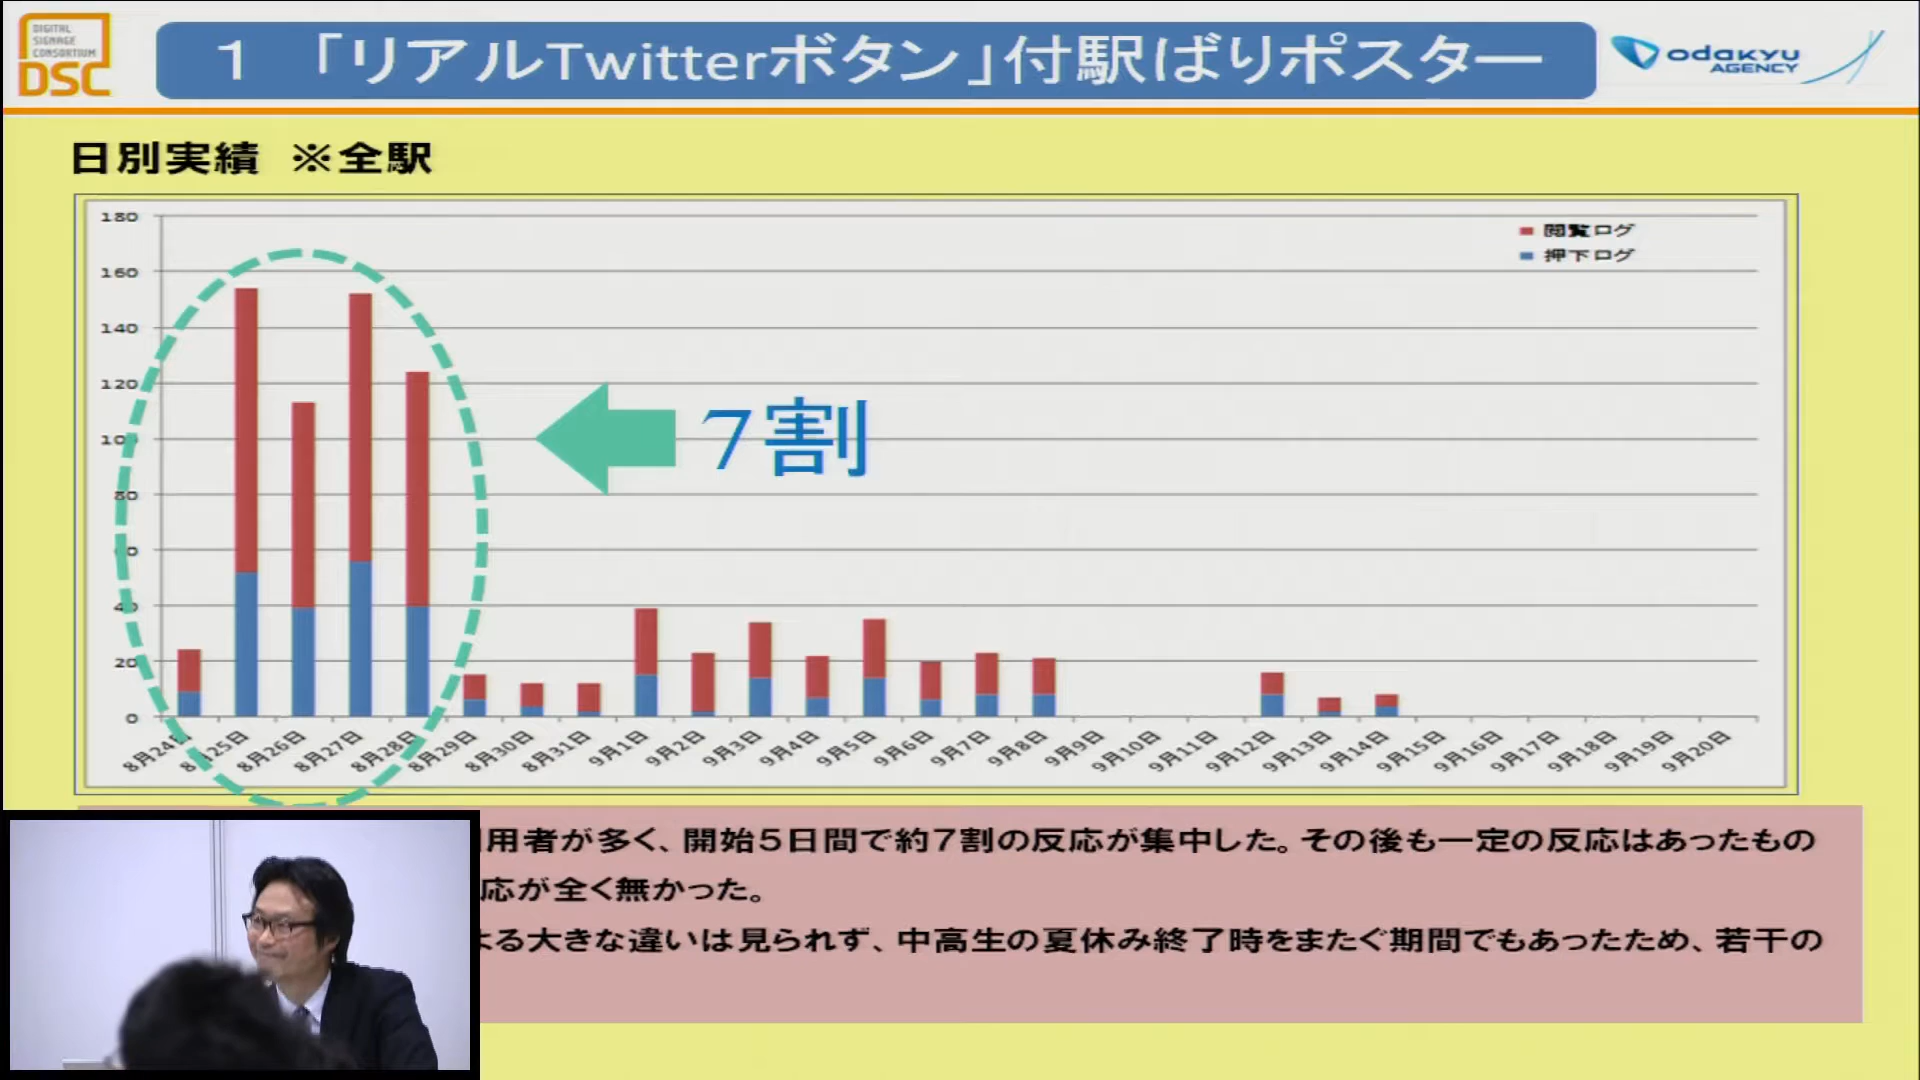 DIGITAL
SIGNAGE
CONSORTIUM
DSC
1 「リアルTwitterボタン」付駅ばりポスター
odakyu
AGENCY
日別実績 ※全駅
180
160
140
120
100
80
60
40
20
0
閲覧ログ
押下ログ
7割
8月24日 8月25日 8月26日 8月27日 8月28日 8月29日 8月30日 8月31日 9月1日 9月2日 9月3日 9月4日 9月5日 9月6日 9月7日 9月8日 9月9日 9月10日 9月11日 9月12日 9月13日 9月14日 9月15日 9月16日 9月17日 9月18日 9月19日 9月20日
用者が多く、開始5日間で約7割の反応が集中した。その後も一定の反応はあったもの
応が全く無かった。
よる大きな違いは見られず、中高生の夏休み終了時をまたぐ期間でもあったため、若干の